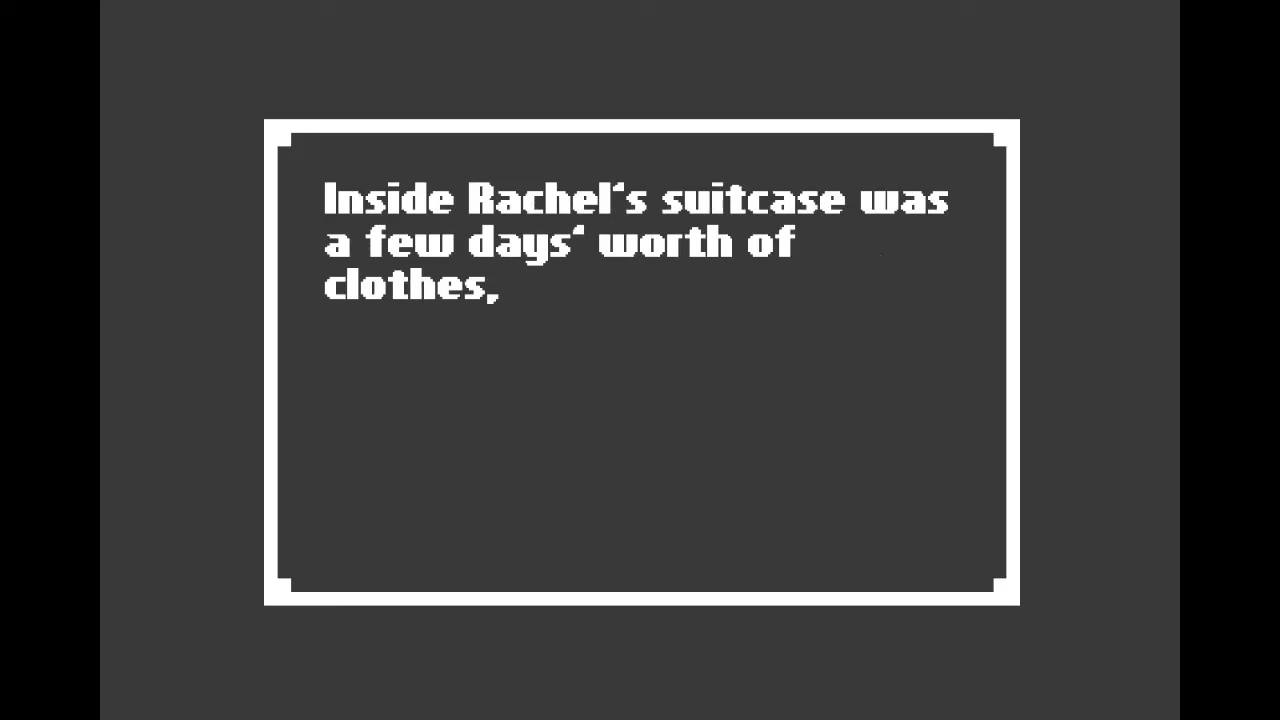 Inside Rachel‘s suitcase was
a few days‘ worth of
clothes,